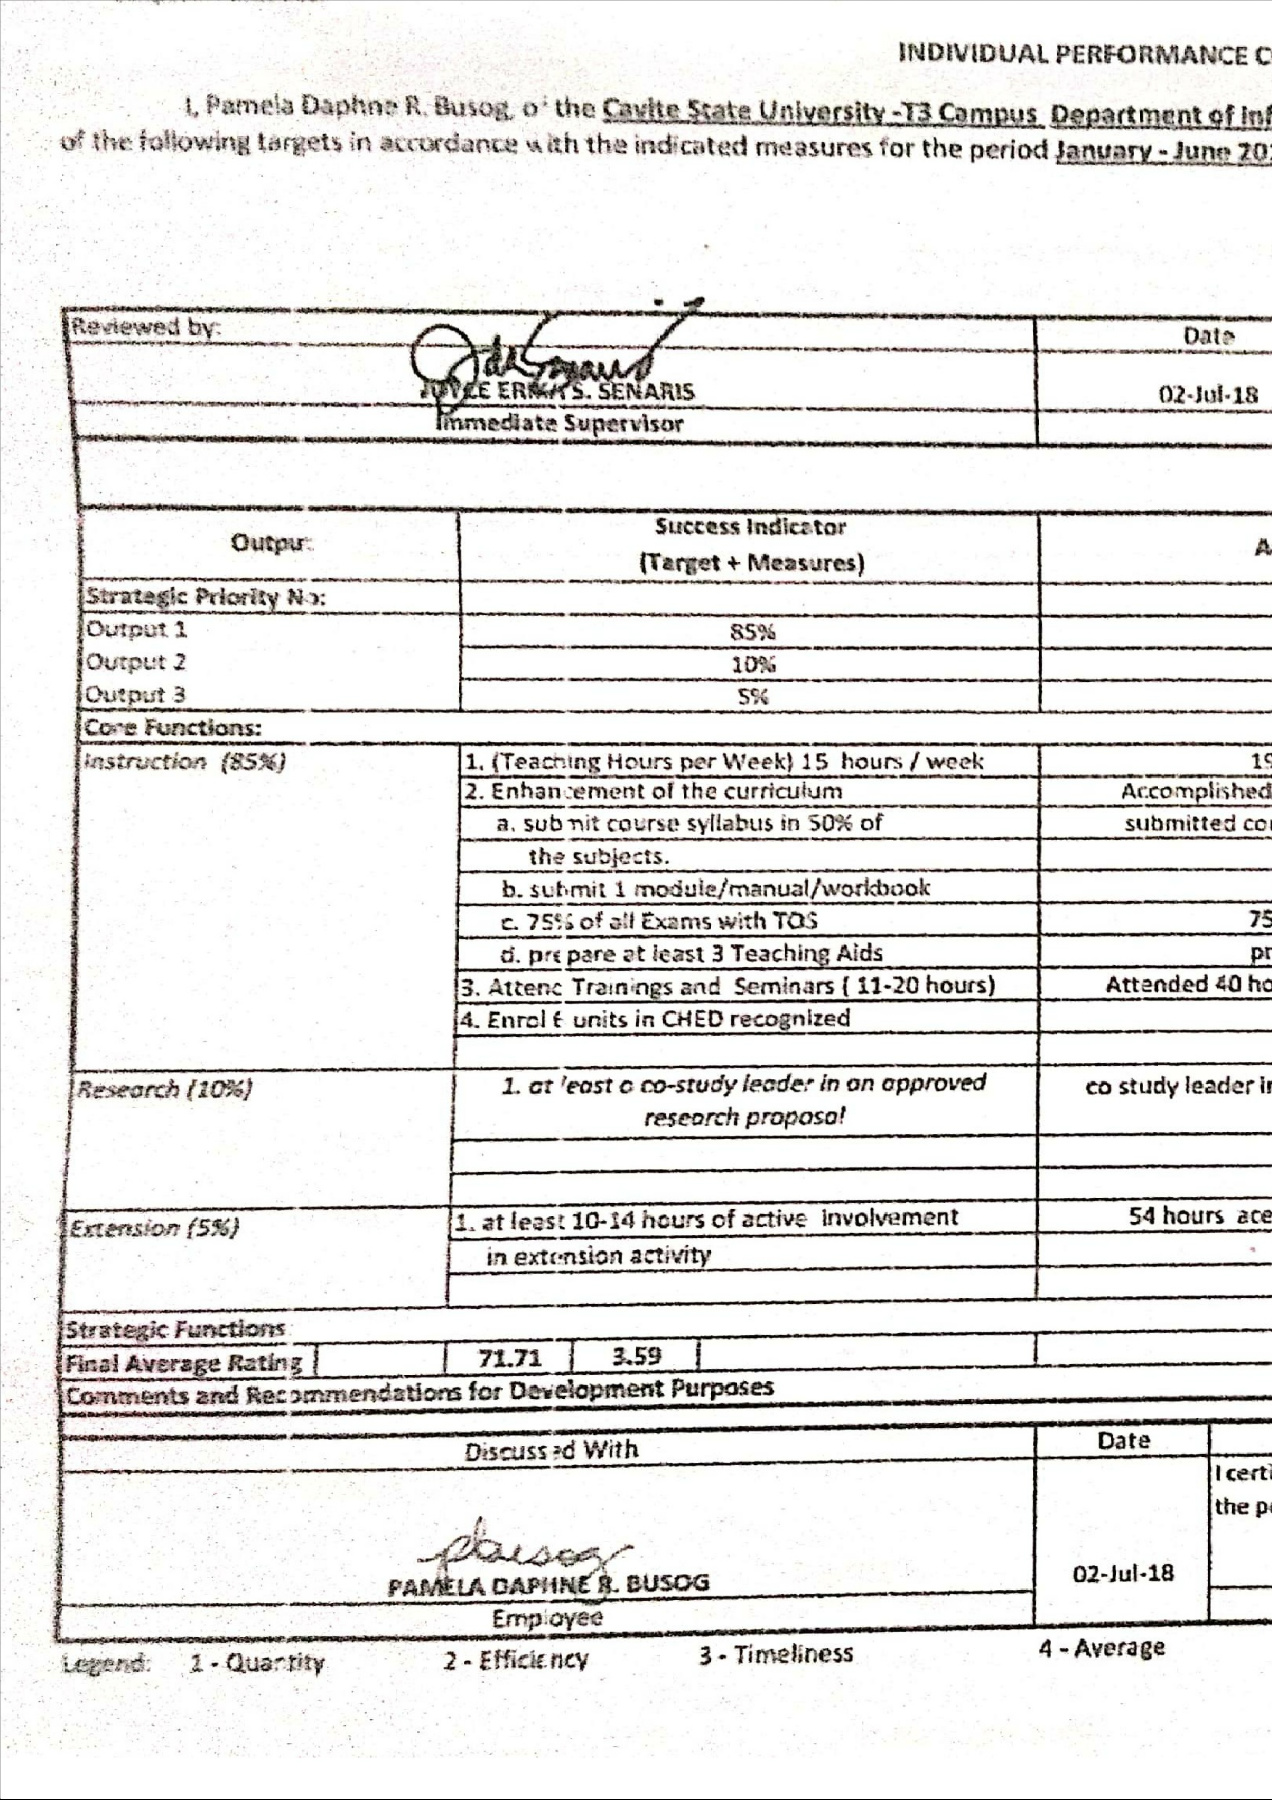 INDIVIDUAL PERFORMANCE C
I, Pamela Daphne R. Busog, of the Cavite State University -T3 Campus Department of Inf
of the following targets in accordance with the indicated measures for the period January - June 20
Reviewed by:
Date
JOYCE ERMA S. SENARIS
02-Jul-18
Immediate Supervisor
Output
Success Indicator
(Target + Measures)
A
Strategic Priority No:
Output 1
85%
Output 2
10%
Output 3
5%
Core Functions:
Instruction (85%)
1. (Teaching Hours per Week) 15 hours / week
19
2. Enhancement of the curriculum
Accomplished
a. submit course syllabus in 50% of
submitted co
the subjects.
b. submit 1 module/manual/workbook
c. 75% of all Exams with TOS
75
d. prepare at least 3 Teaching Aids
pr
3. Attend Trainings and Seminars ( 11-20 hours)
Attended 40 ho
4. Enrol 6 units in CHED recognized
Research (10%)
1. at least a co-study leader in an approved
co study leader in
research proposal
Extension (5%)
1. at least 10-14 hours of active involvement
54 hours ace
in extension activity
Strategic Functions
Final Average Rating
71.71
3.59
Comments and Recommendations for Development Purposes
Discussed With
Date
I certi
the pe
PAMELA DAPHNE R. BUSOG
02-Jul-18
Employee
Legend: 1 - Quantity 2 - Efficiency 3 - Timeliness 4 - Average